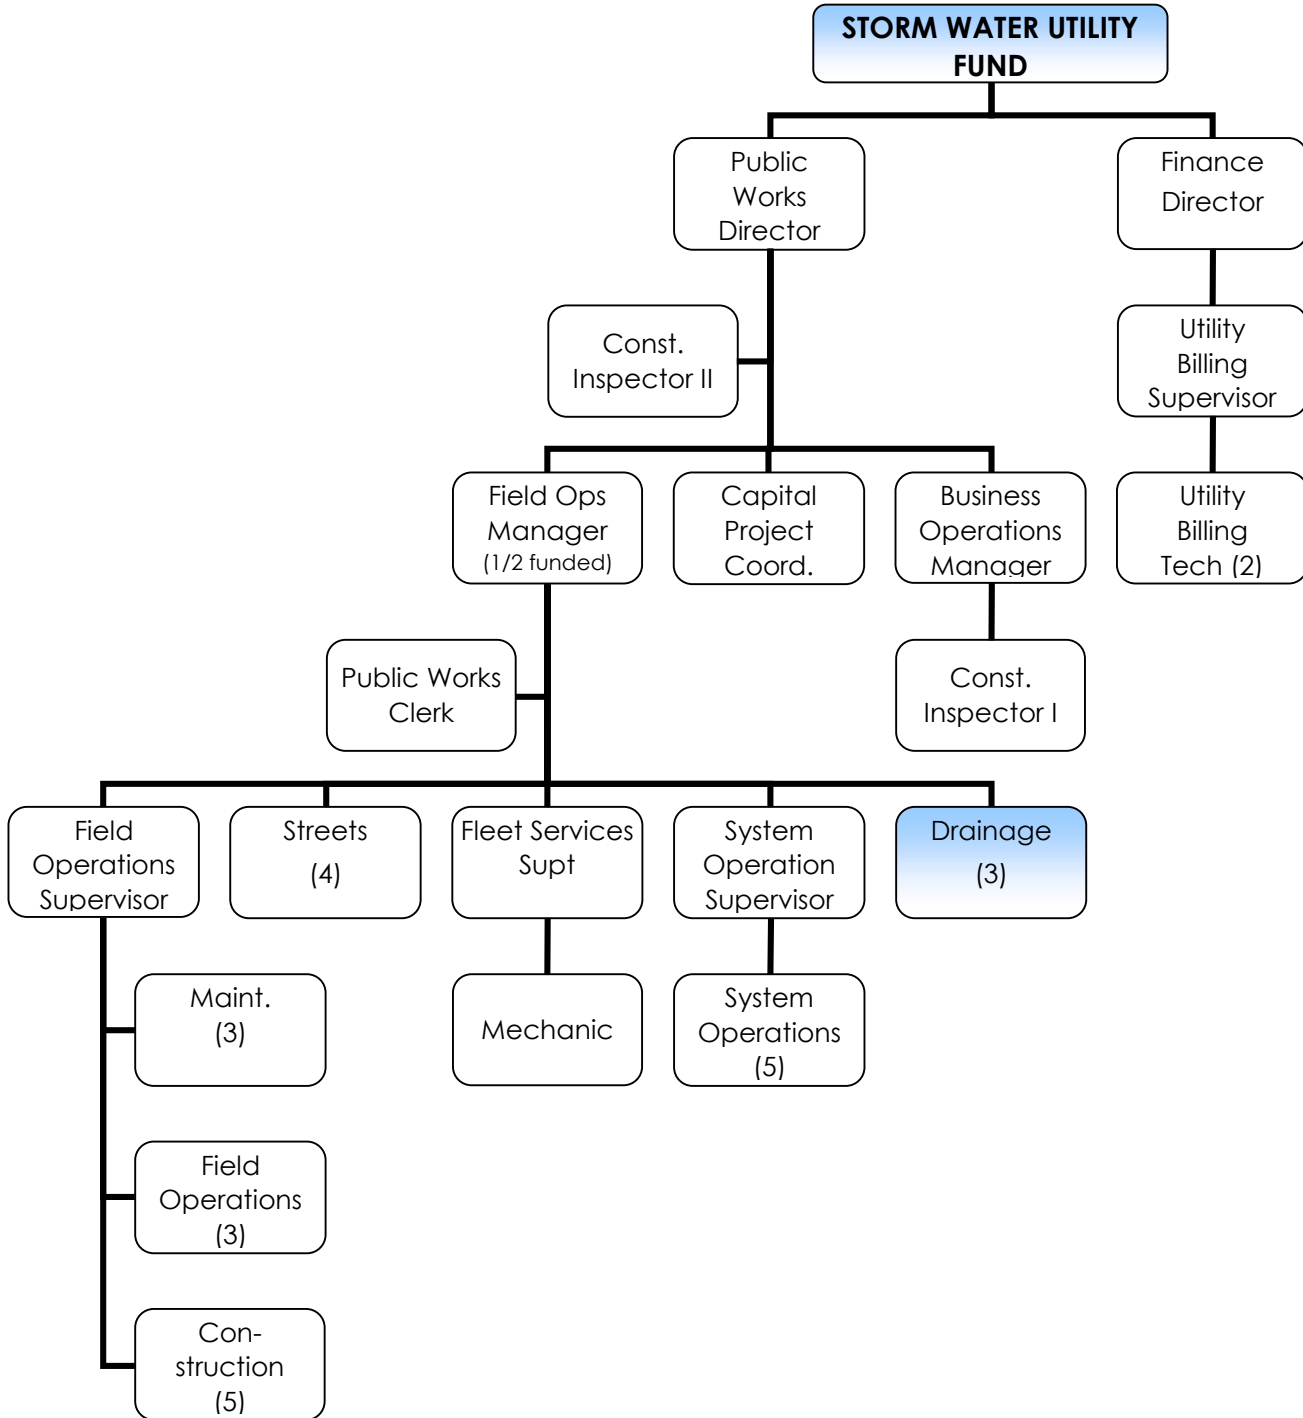 STORM WATER UTILITY
FUND
Public
Works
Director
Finance
Director
Const.
Inspector II
Utility
Billing
Supervisor
Field Ops
Manager
(1/2 funded)
Capital
Project
Coord.
Business
Operations
Manager
Utility
Billing
Tech (2)
Public Works
Clerk
Const.
Inspector I
Field
Operations
Supervisor
Streets
(4)
Fleet Services
Supt
System
Operation
Supervisor
Drainage
(3)
Maint.
(3)
Mechanic
System
Operations
(5)
Field
Operations
(3)
Con-
struction
(5)